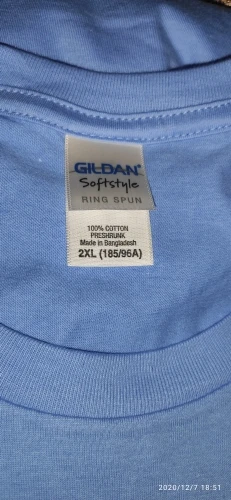 GILDAN®
Softstyle
RING SPUN
100% COTTON
PRESHRUNK
Made in Bangladesh
2XL (185/96A)
2020/12/7 18:51